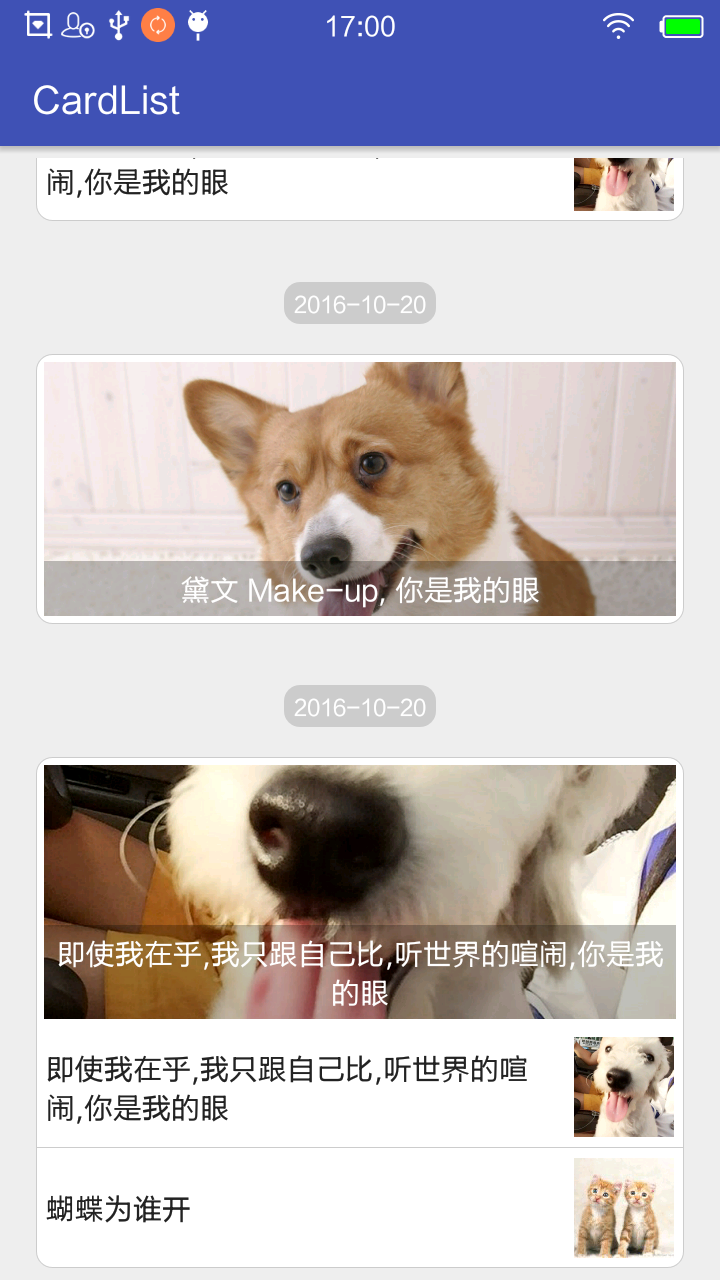 17:00
CardList
闹,你是我的眼
2016-10-20
黛文 Make-up, 你是我的眼
2016-10-20
即使我在乎,我只跟自己比,听世界的喧闹,你是我
的眼
即使我在乎,我只跟自己比,听世界的喧
闹,你是我的眼
蝴蝶为谁开